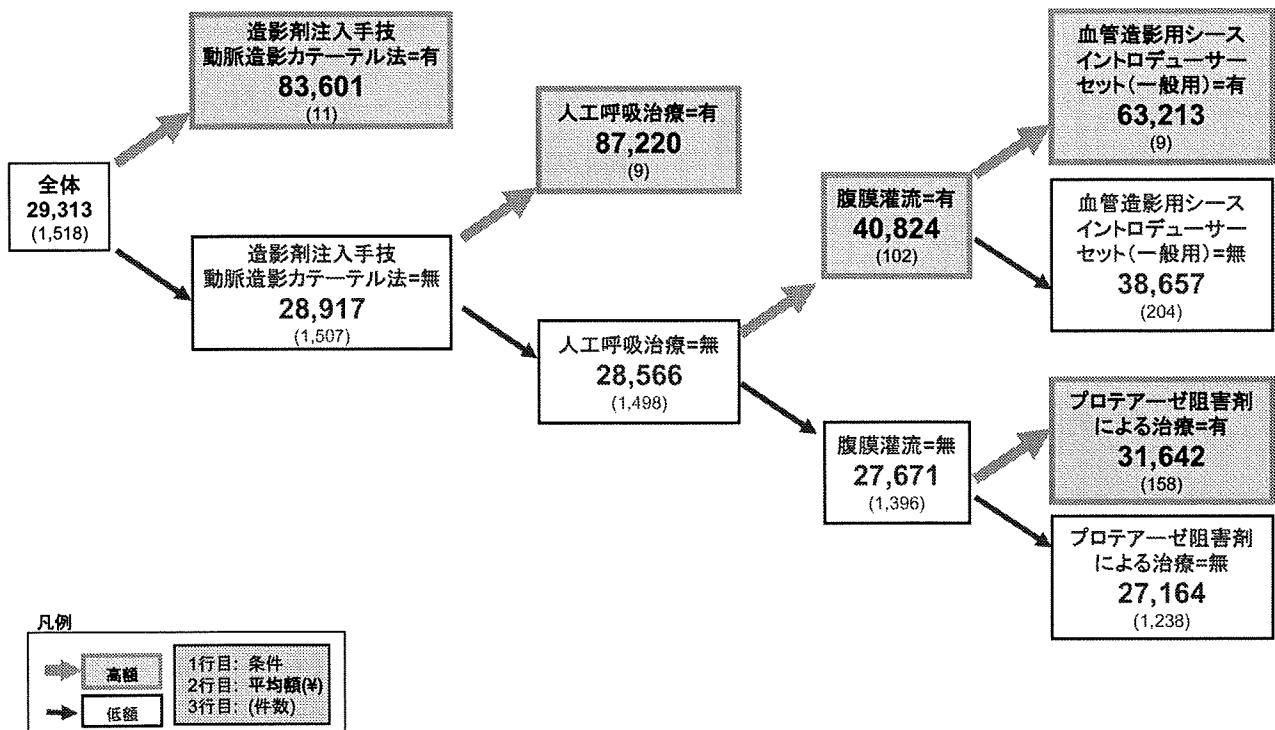 全体
29,313
(1,518)
造影剤注入手技
動脈造影カテーテル法=有
83,601
(11)
造影剤注入手技
動脈造影カテーテル法=無
28,917
(1,507)
人工呼吸治療=有
87,220
(9)
人工呼吸治療=無
28,566
(1,498)
腹膜灌流=有
40,824
(102)
腹膜灌流=無
27,671
(1,396)
血管造影用シース
イントロデューサー
セット(一般用)=有
63,213
(9)
血管造影用シース
イントロデューサー
セット(一般用)=無
38,657
(204)
プロテアーゼ阻害剤
による治療=有
31,642
(158)
プロテアーゼ阻害剤
による治療=無
27,164
(1,238)
凡例
高額
低額
1行目: 条件
2行目: 平均額(¥)
3行目: (件数)